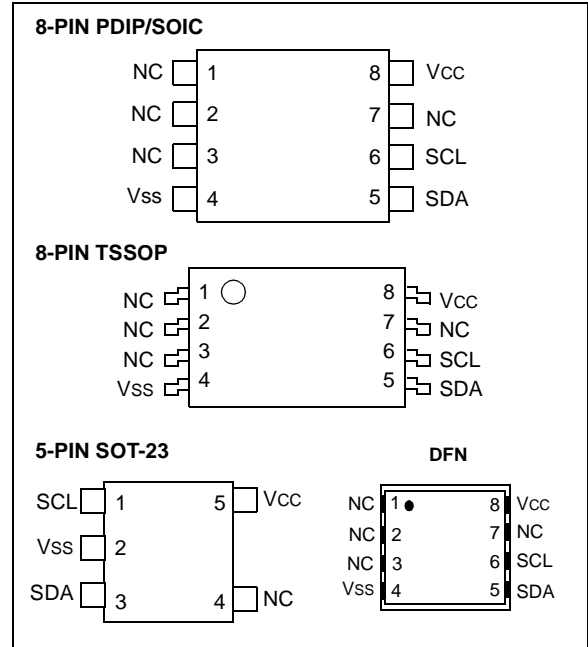 8-PIN PDIP/SOIC
NC 1 8 VCC
NC 2 7 NC
NC 3 6 SCL
VSS 4 5 SDA
8-PIN TSSOP
NC 1 8 VCC
NC 2 7 NC
NC 3 6 SCL
VSS 4 5 SDA
5-PIN SOT-23
SCL 1 5 VCC
VSS 2
SDA 3 4 NC
DFN
NC 1 8 VCC
NC 2 7 NC
NC 3 6 SCL
VSS 4 5 SDA